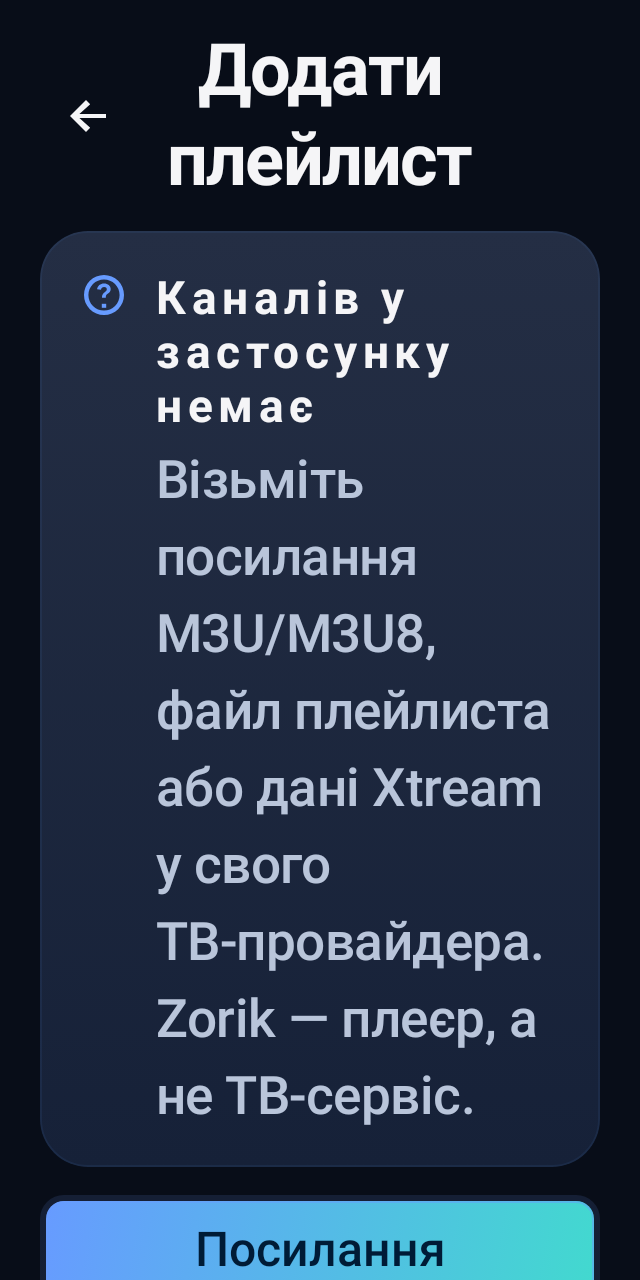 Додати
плейлист
Каналів у
застосунку
немає
Візьміть
посилання
M3U/M3U8,
файл плейлиста
або дані Xtream
у свого
ТВ-провайдера.
Zorik — плеєр, а
не ТВ-сервіс.
Посилання